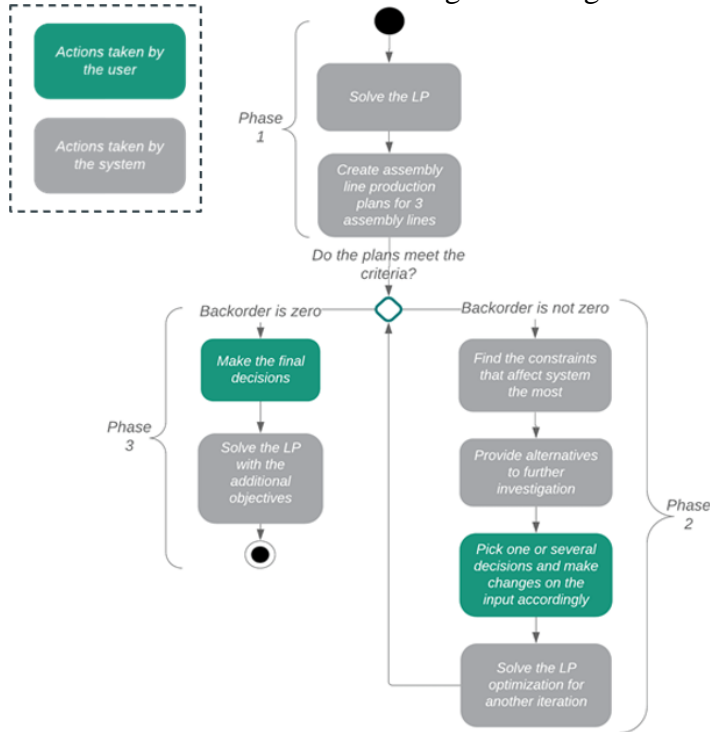 Actions taken by
the user
Actions taken by
the system
Phase
1
Solve the LP
Create assembly
line production
plans for 3
assembly lines
Do the plans meet the
criteria?
Backorder is zero
Backorder is not zero
Phase
3
Make the final
decisions
Solve the LP
with the
additional
objectives
Find the constraints
that affect system
the most
Provide alternatives
to further
investigation
Pick one or several
decisions and make
changes on the
input accordingly
Solve the LP
optimization for
another iteration
Phase
2